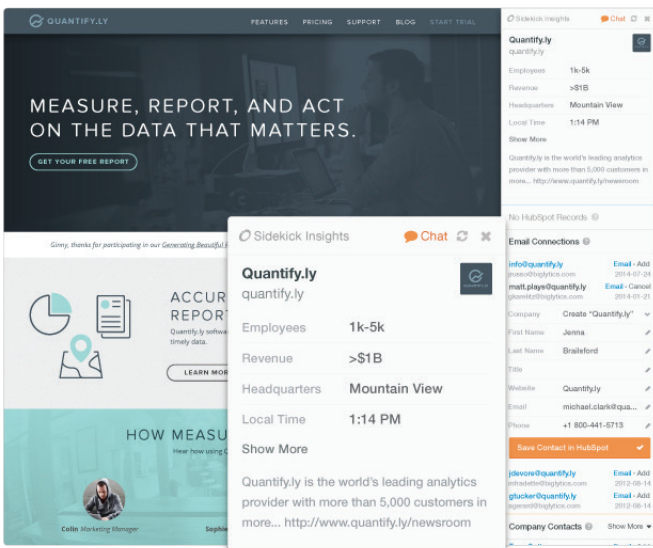 QUANTIFY.LY
FEATURES PRICING SUPPORT BLOG START TRIAL
MEASURE, REPORT, AND ACT
ON THE DATA THAT MATTERS.
GET YOUR FREE REPORT
Ginny, thanks for participating in our Generating Beautiful
ACCUR
REPOR
Quantify.ly softwa
timely data.
LEARN MOR
HOW MEASU
Hear how using
Colin Marketing Manager
Sophie
Sidekick Insights Chat
Quantify.ly
quantify.ly
Employees 1k-5k
Revenue >$1B
Headquarters Mountain View
Local Time 1:14 PM
Show More
Quantify.ly is the world's leading analytics
provider with more than 5,000 customers in
more... http://www.quantify.ly/newsroom
Sidekick Insights Chat
Quantify.ly
quantify.ly
Employees 1k-5k
Revenue >$1B
Headquarters Mountain View
Local Time 1:14 PM
Show More
Quantify.ly is the world's leading analytics
provider with more than 5,000 customers in
more... http://www.quantify.ly/newsroom
No HubSpot Records
Email Connections
info@quantify.ly Email - Add
2014-07-24
matt.plays@quantify.ly Email - Cancel
2014-01-21
Company Create "Quantify.ly"
First Name Jenna
Last Name Braileford
Title
Website Quantify.ly
Email michael.clark@qua...
Phone +1 800-441-5713
Save Contact in HubSpot
jdevore@quantify.ly Email - Add
2012-08-14
gtucker@quantify.ly Email - Add
2012-08-14
Company Contacts Show More